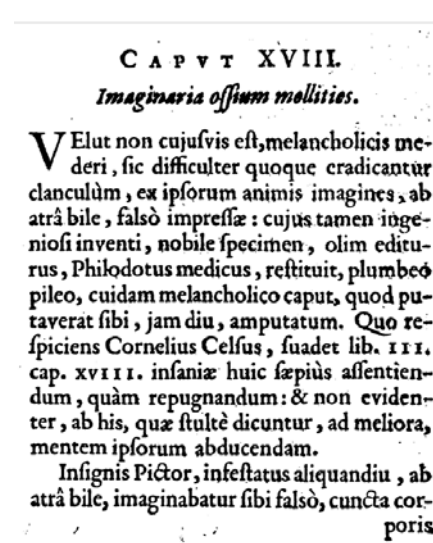 CAPVT XVIII.
Imaginaria ossium mollities.
VElut non cujusvis est, melancholicis me-
deri, sic difficulter quoque eradicantur
clanculùm, ex ipsorum animis imagines, ab
atrâ bile, falsò impressæ: cujus tamen inge-
niosi inventi, nobile specimen, olim editu-
rus, Philodotus medicus, restituit, plumbeo
pileo, cuidam melancholico caput, quod pu-
taverat sibi, jam diu, amputatum. Quo re-
spiciens Cornelius Celsus, suadet lib. III.
cap. XVIII. insaniæ huic sæpiùs assentien-
dum, quàm repugnandum: & non eviden-
ter, ab his, quæ stultè dicuntur, ad meliora,
mentem ipsorum abducendam.
Insignis Pictor, infestatus aliquandiu, ab
atrâ bile, imaginabatur sibi falsò, cuncta cor-
poris